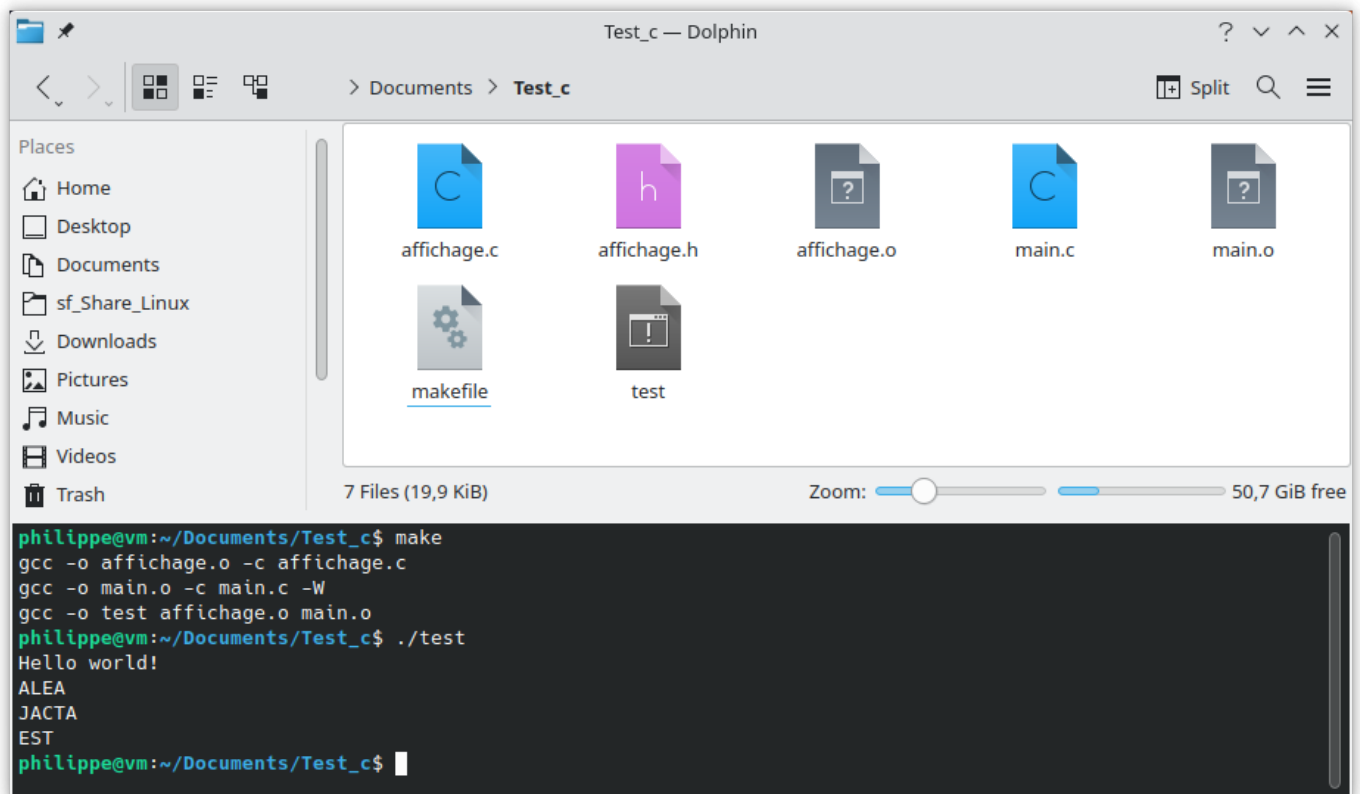 Test_c — Dolphin
Documents > Test_c
Split
Places
Home
Desktop
Documents
sf_Share_Linux
Downloads
Pictures
Music
Videos
Trash
C h ? C ?
affichage.c affichage.h affichage.o main.c main.o
!
makefile test
7 Files (19,9 KiB) Zoom: 50,7 GiB free
philippe@vm:~/Documents/Test_c$ make
gcc -o affichage.o -c affichage.c
gcc -o main.o -c main.c -W
gcc -o test affichage.o main.o
philippe@vm:~/Documents/Test_c$ ./test
Hello world!
ALEA
JACTA
EST
philippe@vm:~/Documents/Test_c$